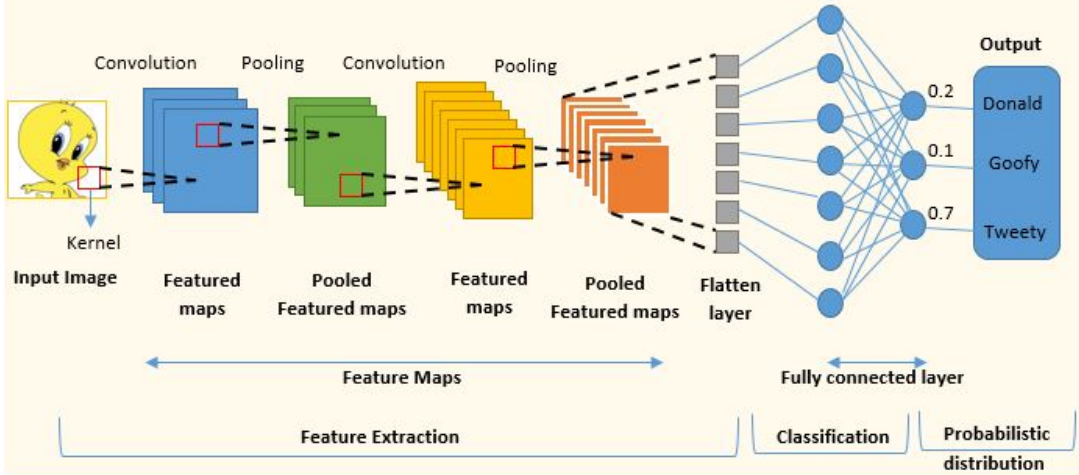 Convolution
Pooling
Convolution
Pooling
Output
0.2
Donald
0.1
Goofy
0.7
Tweety
Kernel
Input Image
Featured
maps
Pooled
Featured maps
Featured
maps
Pooled
Featured maps
Flatten
layer
Feature Maps
Fully connected layer
Feature Extraction
Classification
Probabilistic
distribution